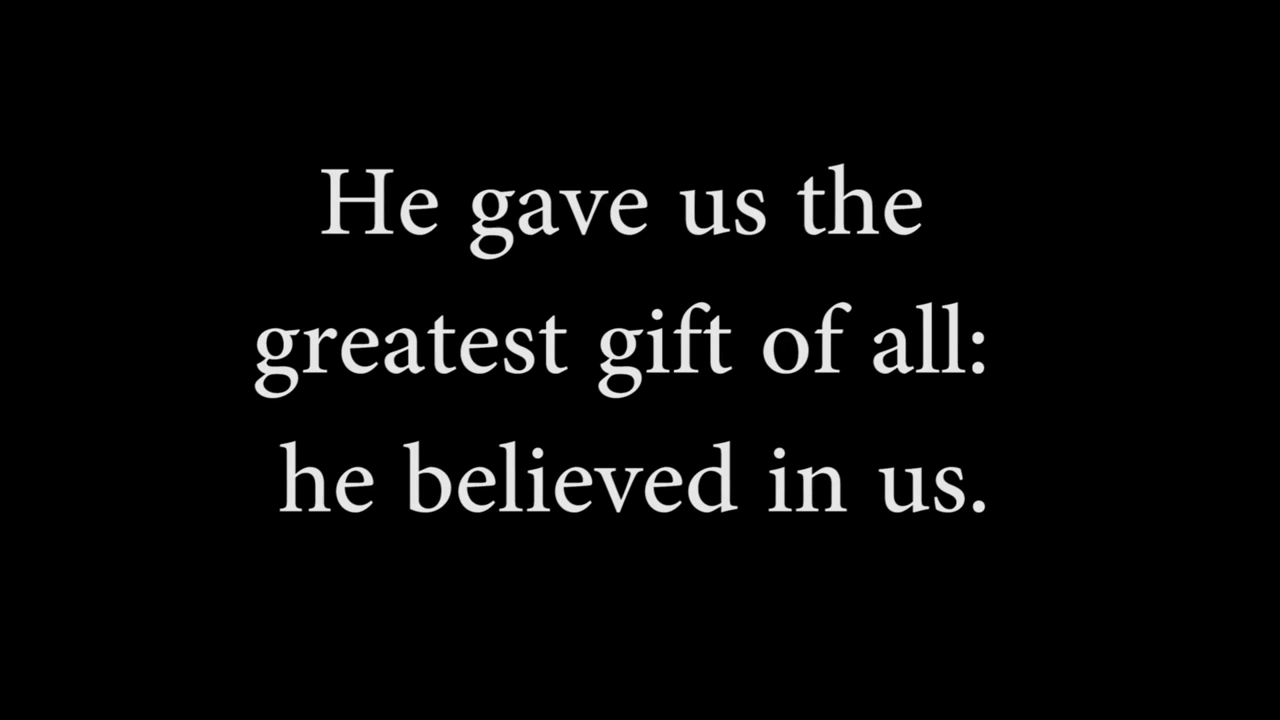 He gave us the
greatest gift of all:
he believed in us.